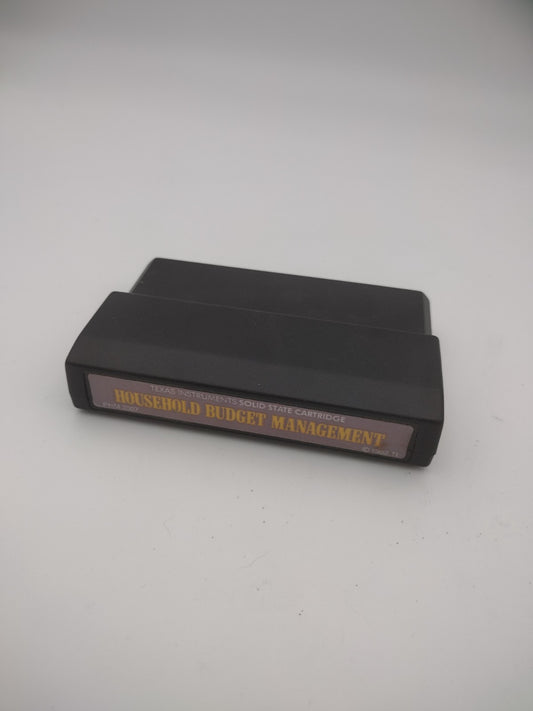 TEXAS INSTRUMENTS SOLID STATE CARTRIDGE
HOUSEHOLD BUDGET MANAGEMENT